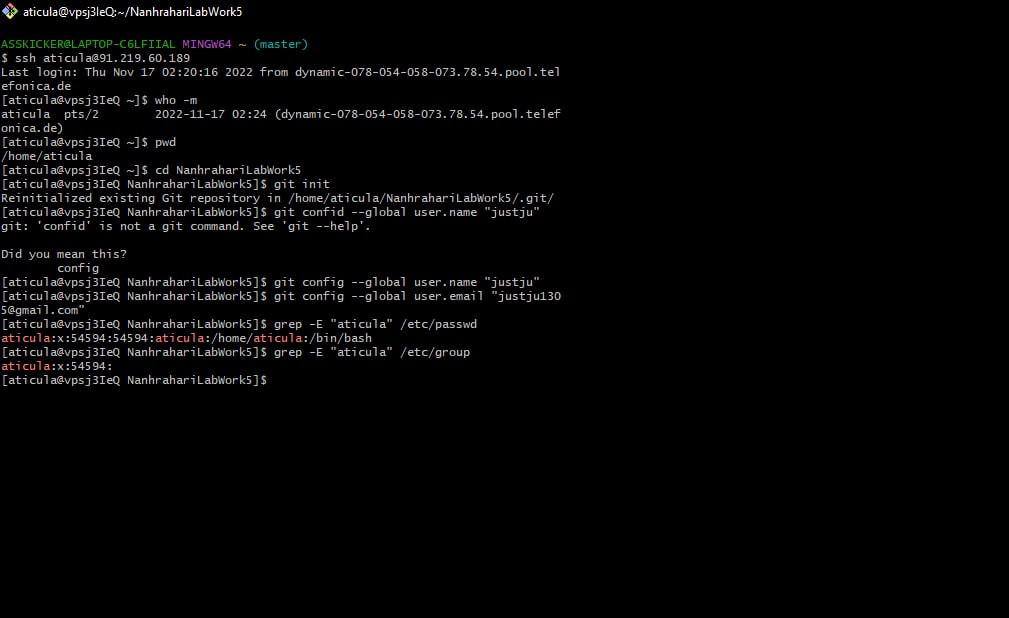 aticula@vpsj3IeQ:~/NanhrahariLabWork5
ASSKICKER@LAPTOP-C6LFIIAL MINGW64 ~ (master)
$ ssh aticula@91.219.60.189
Last login: Thu Nov 17 02:20:16 2022 from dynamic-078-054-058-073.78.54.pool.tel
efonica.de
[aticula@vpsj3IeQ ~]$ who -m
aticula  pts/2        2022-11-17 02:24 (dynamic-078-054-058-073.78.54.pool.telef
onica.de)
[aticula@vpsj3IeQ ~]$ pwd
/home/aticula
[aticula@vpsj3IeQ ~]$ cd NanhrahariLabWork5
[aticula@vpsj3IeQ NanhrahariLabWork5]$ git init
Reinitialized existing Git repository in /home/aticula/NanhrahariLabWork5/.git/
[aticula@vpsj3IeQ NanhrahariLabWork5]$ git confid --global user.name "justju"
git: 'confid' is not a git command. See 'git --help'.
Did you mean this?
        config
[aticula@vpsj3IeQ NanhrahariLabWork5]$ git config --global user.name "justju"
[aticula@vpsj3IeQ NanhrahariLabWork5]$ git config --global user.email "justju130
5@gmail.com"
[aticula@vpsj3IeQ NanhrahariLabWork5]$ grep -E "aticula" /etc/passwd
aticula:x:54594:54594:aticula:/home/aticula:/bin/bash
[aticula@vpsj3IeQ NanhrahariLabWork5]$ grep -E "aticula" /etc/group
aticula:x:54594:
[aticula@vpsj3IeQ NanhrahariLabWork5]$